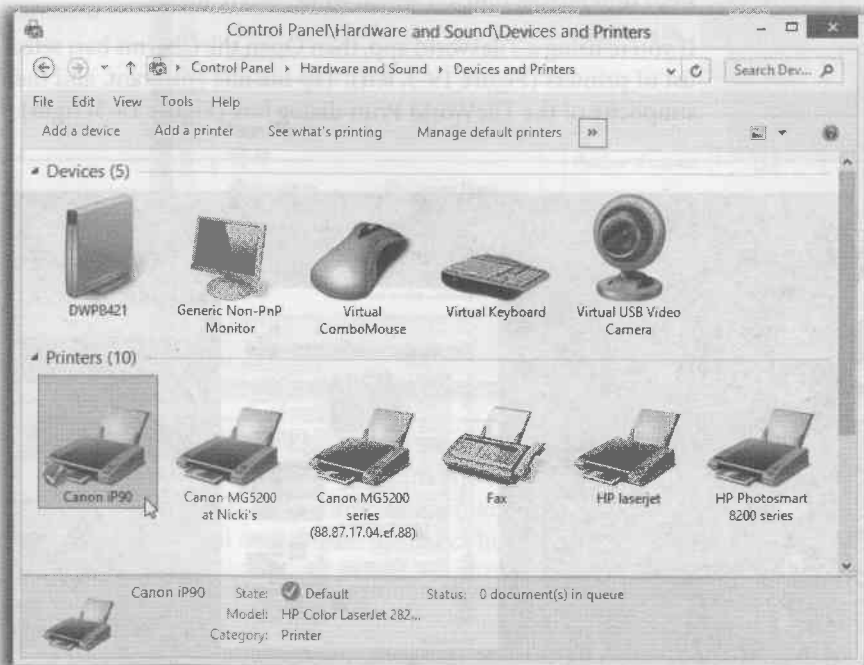 Control Panel\Hardware and Sound\Devices and Printers
Control Panel Hardware and Sound Devices and Printers Search Dev...
File Edit View Tools Help
Add a device Add a printer See what's printing Manage default printers »
Devices (5)
DWPB421
Generic Non-PnP
Monitor
Virtual
ComboMouse
Virtual Keyboard
Virtual USB Video
Camera
Printers (10)
Canon iP90
Canon MG5200
at Nicki's
Canon MG5200
series
(88.87.17.04.ef.88)
Fax
HP laserjet
HP Photosmart
8200 series
Canon iP90 State: Default Status: 0 document(s) in queue
Model: HP Color LaserJet 282...
Category: Printer